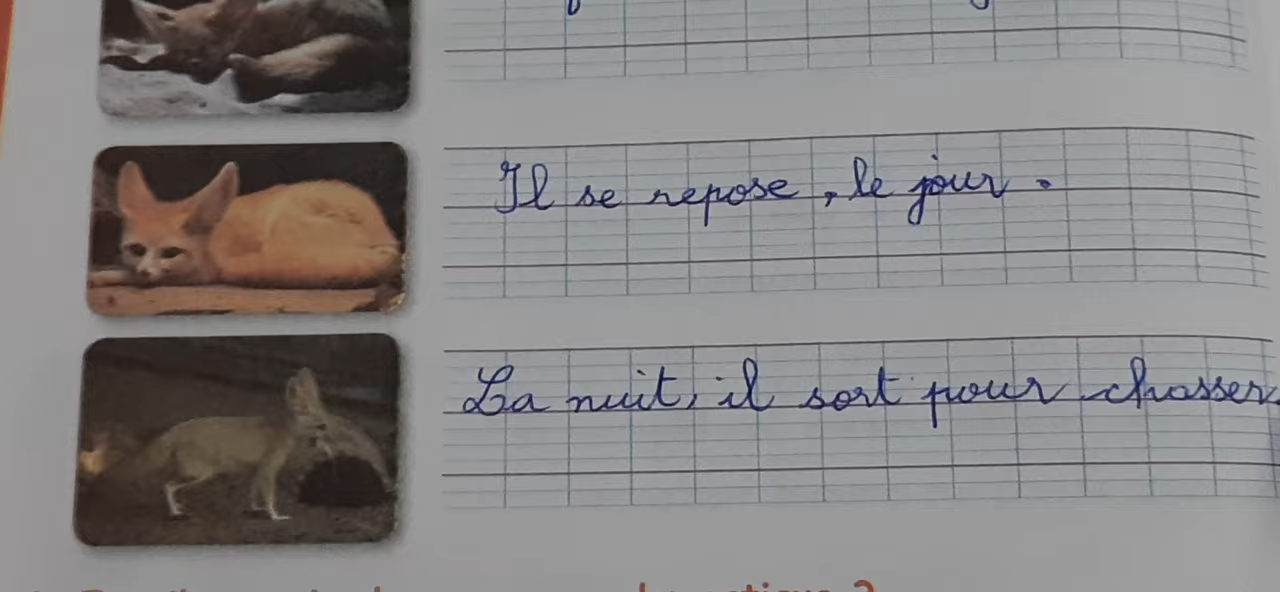 Il se repose, le jour.
La nuit, il sort pour chasser.